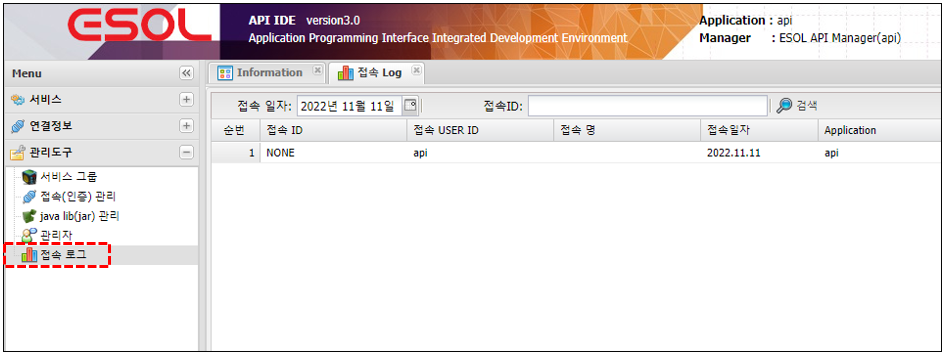 ESOL
API IDE version3.0
Application Programming Interface Integrated Development Environment
Application : api
Manager : ESOL API Manager(api)
Menu
서비스
연결정보
관리도구
서비스 그룹
접속(인증) 관리
java lib(jar) 관리
관리자
접속 로그
Information
접속 Log
접속 일자: 2022년 11월 11일 접속ID: 검색
순번 접속 ID 접속 USER ID 접속 명 접속일자 Application
1 NONE api 2022.11.11 api